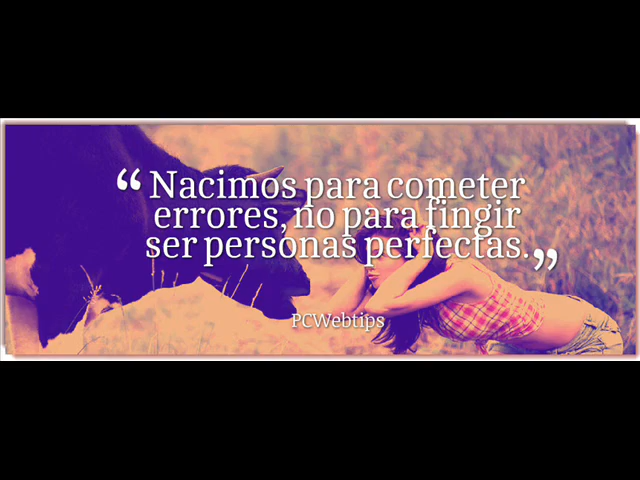 “ Nacimos para cometer
errores, no para fingir
ser personas perfectas. ”
PCWebtips